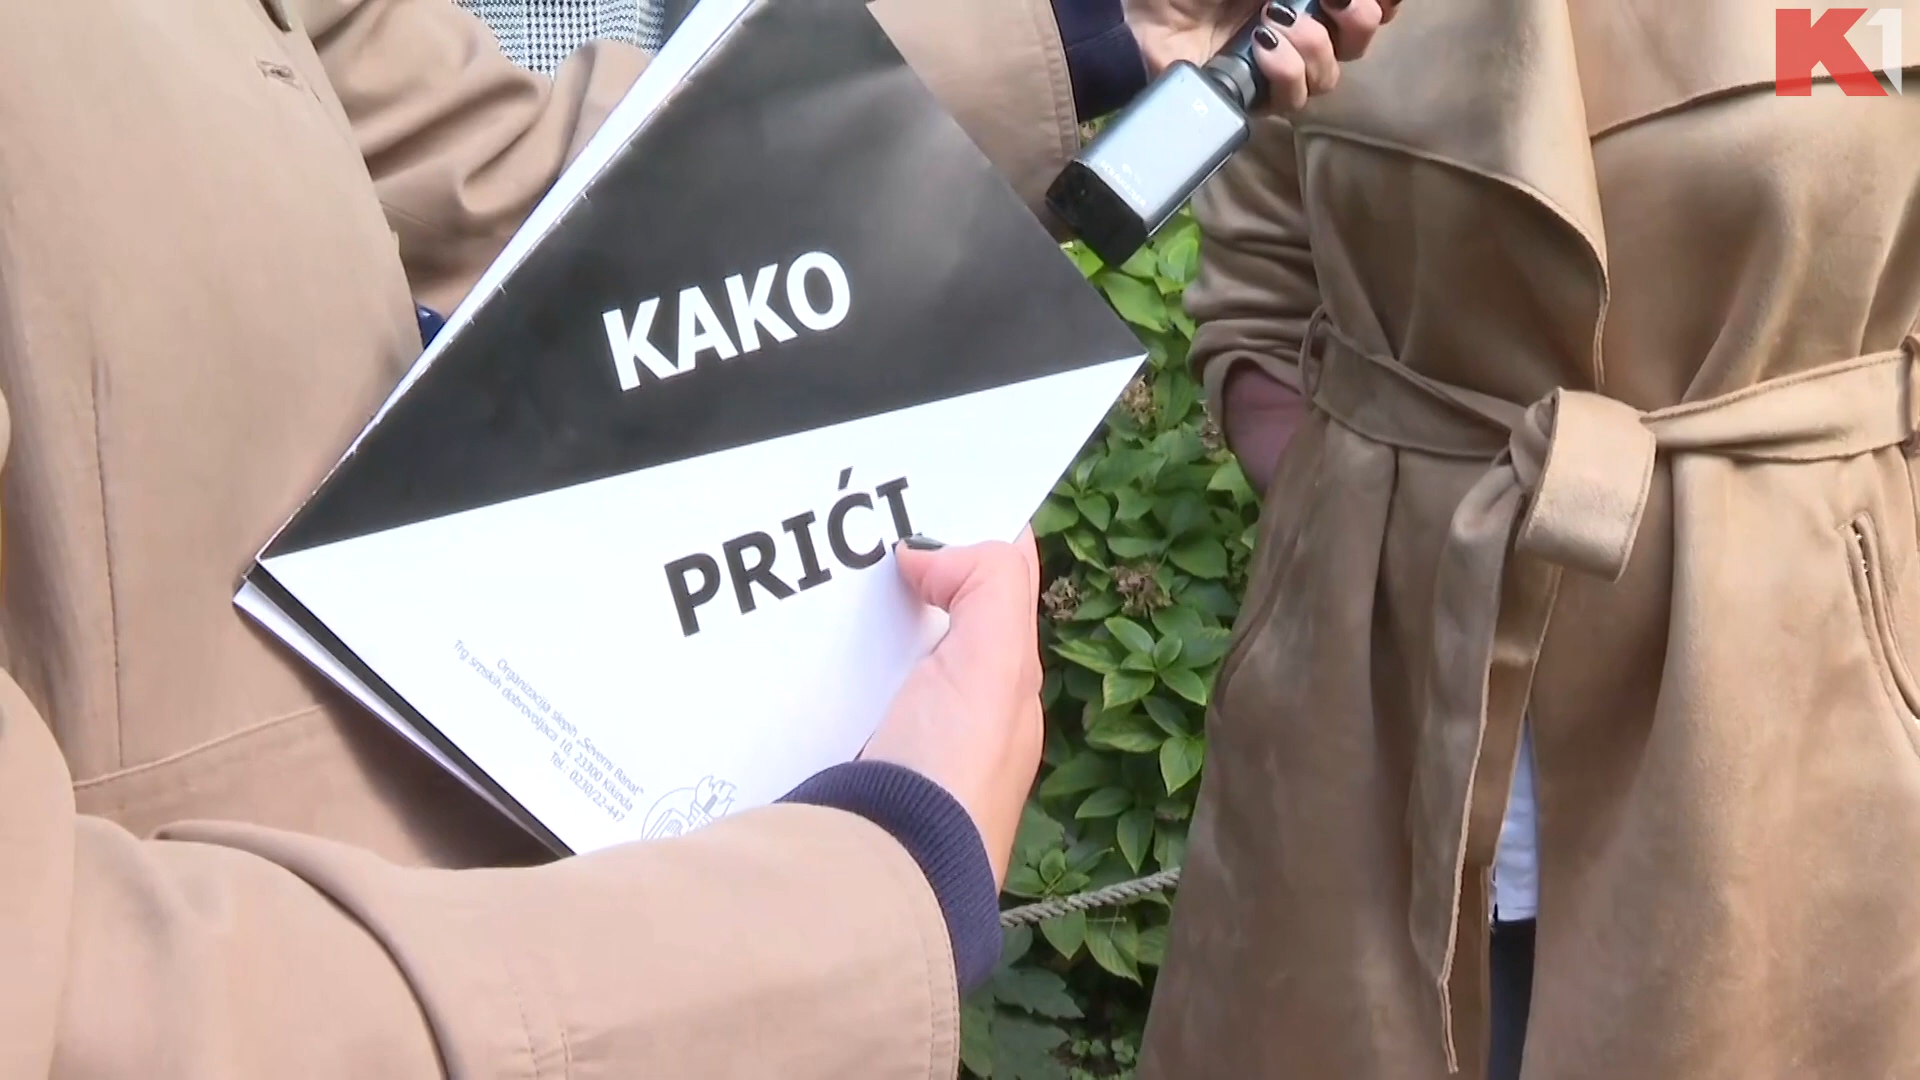 K1
KAKO
PRIĆI
Organizacija slepih „Severni Banat“
Trg srpskih dobrovoljaca 10, 23300 Kikinda
Tel.: 0230/22-447